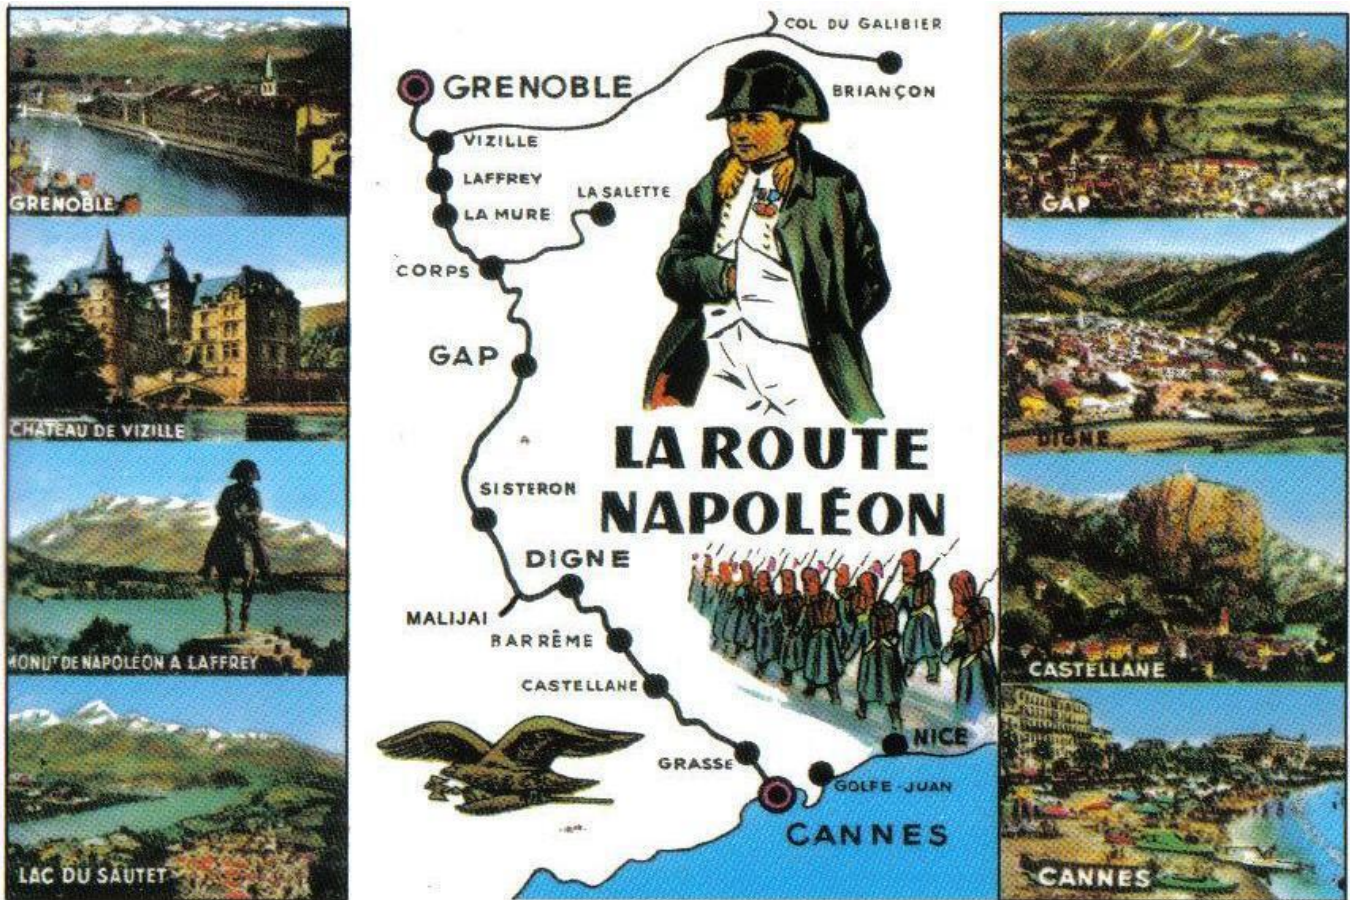 GRENOBLE
CHATEAU DE VIZILLE
MONUT DE NAPOLEON A LAFFREY
LAC DU SAUTET
COL DU GALIBIER
BRIANÇON
GRENOBLE
VIZILLE
LAFFREY
LA SALETTE
LA MURE
CORPS
GAP
LA ROUTE
NAPOLÉON
SISTERON
DIGNE
MALIJAI
BARRÊME
CASTELLANE
NICE
GRASSE
GOLFE-JUAN
CANNES
GAP
DIGNE
CASTELLANE
CANNES